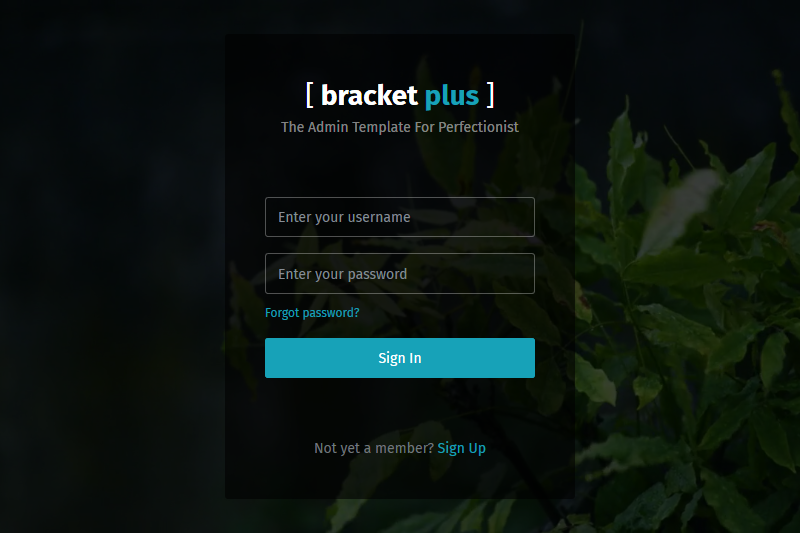 [ bracket plus ]
The Admin Template For Perfectionist
Enter your username
Enter your password
Forgot password?
Sign In
Not yet a member? Sign Up